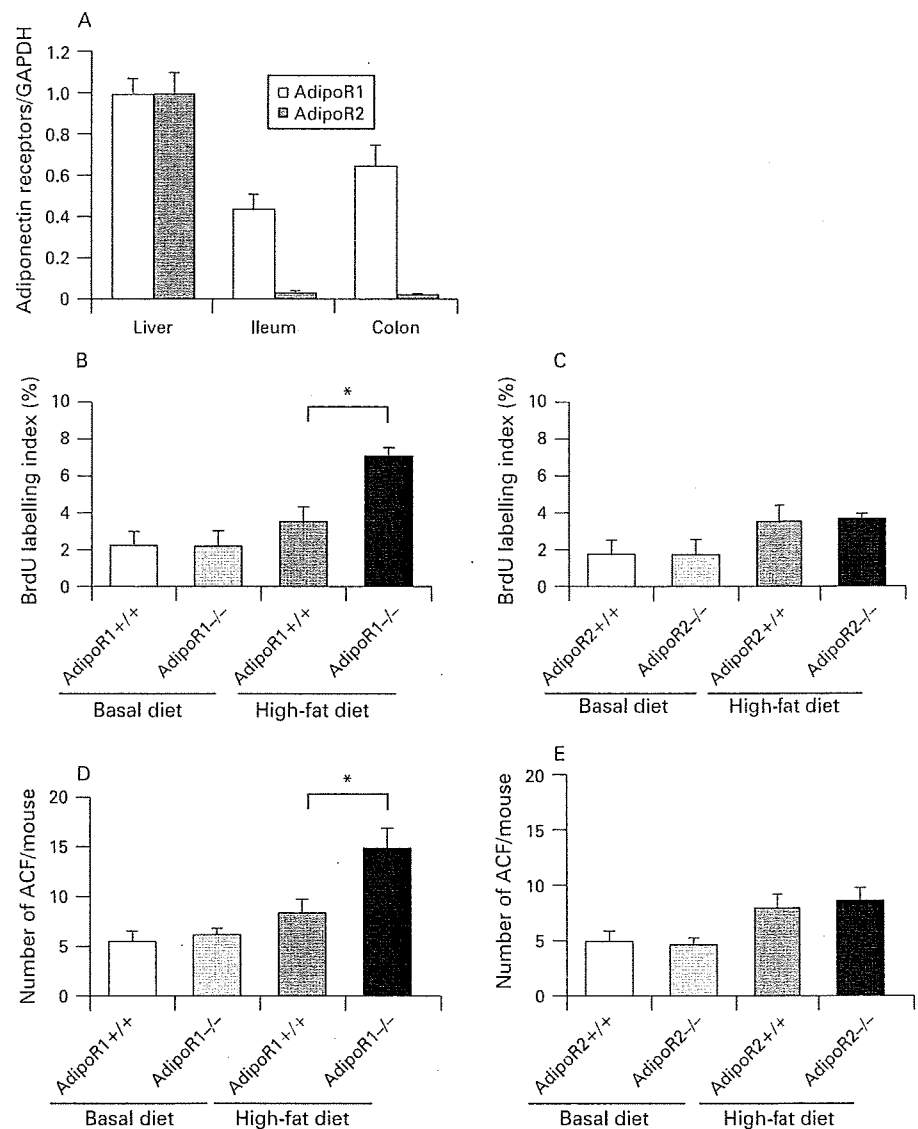 A
Adiponectin receptors/GAPDH
1.2
1.0
0.8
0.6
0.4
0.2
0
AdipoR1
AdipoR2
Liver
Ileum
Colon
B
BrdU labelling index (%)
10
8
6
4
2
0
*
AdipoR1+/+
AdipoR1–/–
AdipoR1+/+
AdipoR1–/–
Basal diet
High-fat diet
C
BrdU labelling index (%)
10
8
6
4
2
0
AdipoR2+/+
AdipoR2–/–
AdipoR2+/+
AdipoR2–/–
Basal diet
High-fat diet
D
Number of ACF/mouse
20
15
10
5
0
*
AdipoR1+/+
AdipoR1–/–
AdipoR1+/+
AdipoR1–/–
Basal diet
High-fat diet
E
Number of ACF/mouse
20
15
10
5
0
AdipoR2+/+
AdipoR2–/–
AdipoR2+/+
AdipoR2–/–
Basal diet
High-fat diet